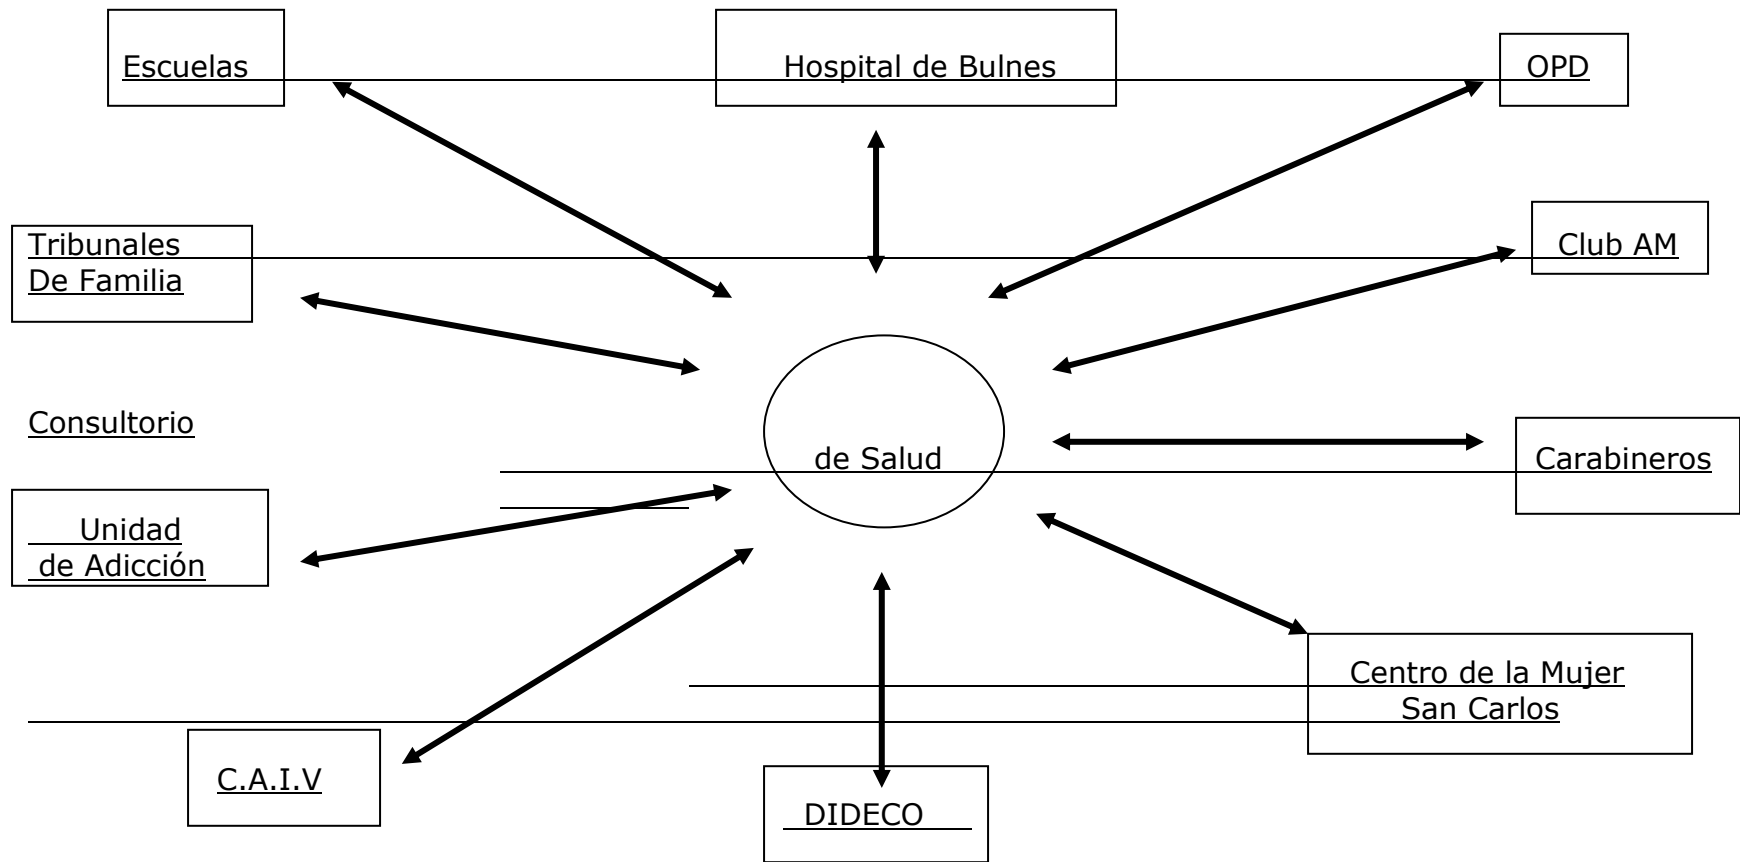 Escuelas
Hospital de Bulnes
OPD
Tribunales
De Familia
Club AM
Consultorio
de Salud
Carabineros
Unidad
de Adicción
Centro de la Mujer
San Carlos
C.A.I.V
DIDECO